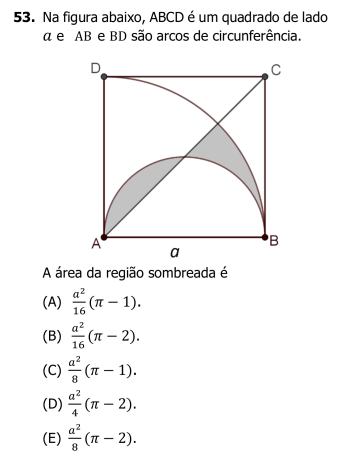 53. Na figura abaixo, ABCD é um quadrado de lado
a e AB e BD são arcos de circunferência.
D
C
A
B
a
A área da região sombreada é
(A) a²/16 (π − 1).
(B) a²/16 (π − 2).
(C) a²/8 (π − 1).
(D) a²/4 (π − 2).
(E) a²/8 (π − 2).